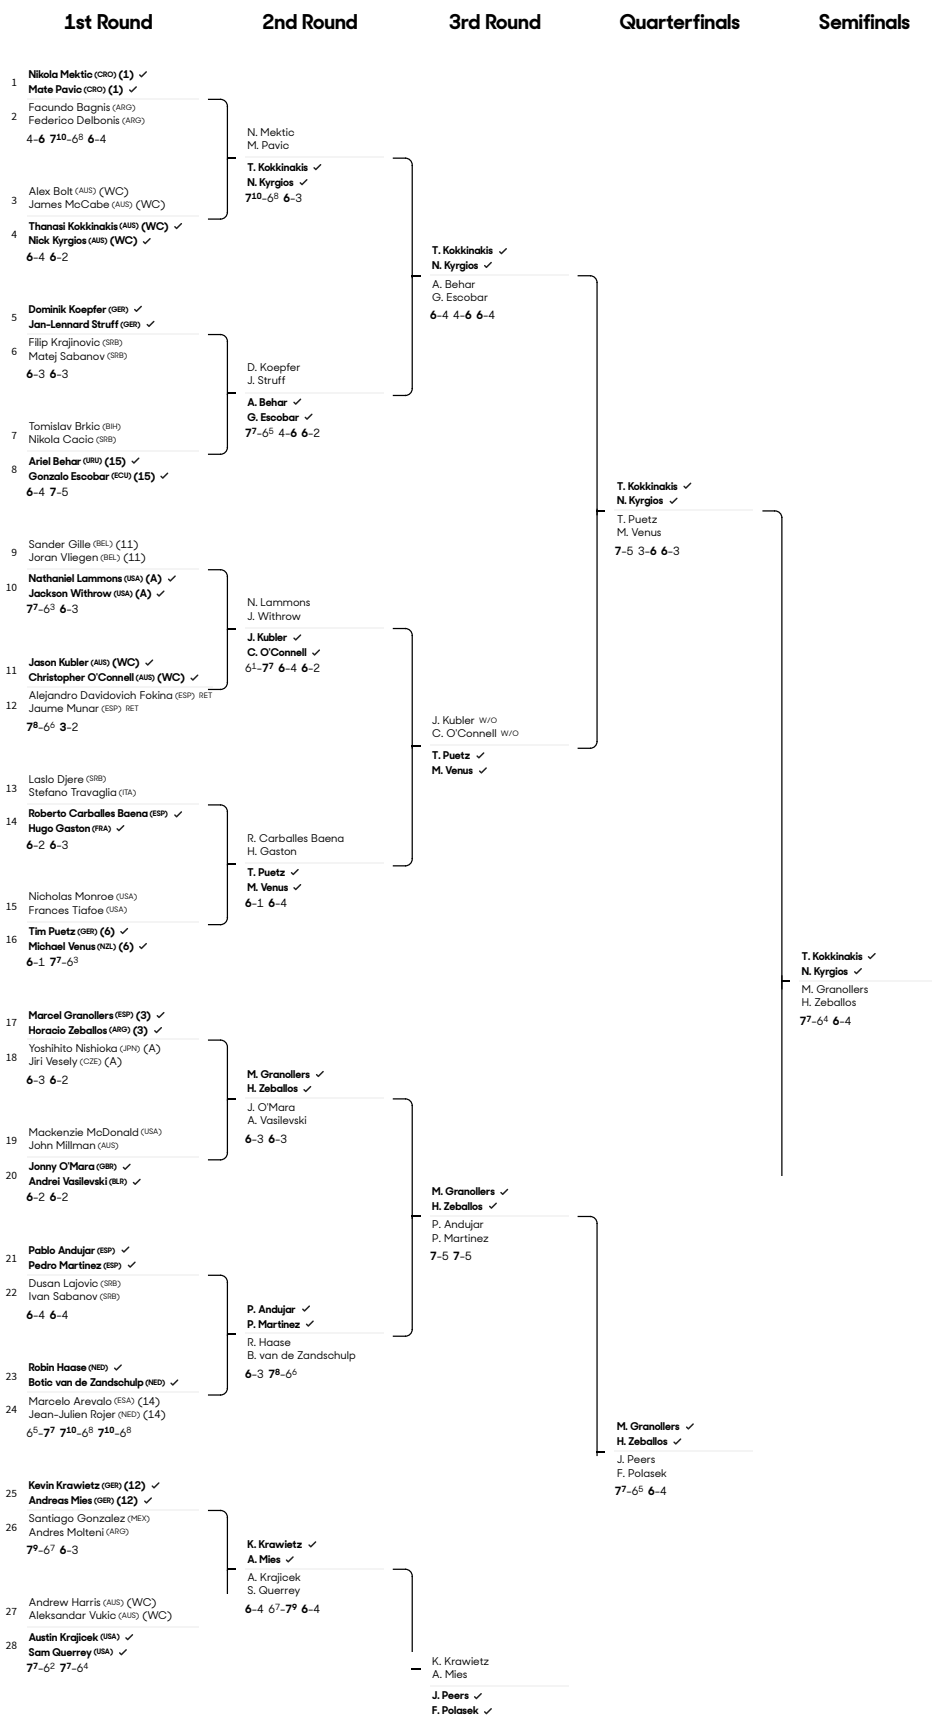 1st Round
2nd Round
3rd Round
Quarterfinals
Semifinals
1
Nikola Mektic (CRO) (1) ✓
Mate Pavic (CRO) (1) ✓
2
Facundo Bagnis (ARG)
Federico Delbonis (ARG)
4-6 7¹⁰-6⁸ 6-4
3
Alex Bolt (AUS) (WC)
James McCabe (AUS) (WC)
4
Thanasi Kokkinakis (AUS) (WC) ✓
Nick Kyrgios (AUS) (WC) ✓
6-4 6-2
5
Dominik Koepfer (GER) ✓
Jan-Lennard Struff (GER) ✓
6
Filip Krajinovic (SRB)
Matej Sabanov (SRB)
6-3 6-3
7
Tomislav Brkic (BIH)
Nikola Cacic (SRB)
8
Ariel Behar (URU) (15) ✓
Gonzalo Escobar (ECU) (15) ✓
6-4 7-5
9
Sander Gille (BEL) (11)
Joran Vliegen (BEL) (11)
10
Nathaniel Lammons (USA) (A) ✓
Jackson Withrow (USA) (A) ✓
7⁷-6³ 6-3
11
Jason Kubler (AUS) (WC) ✓
Christopher O'Connell (AUS) (WC) ✓
12
Alejandro Davidovich Fokina (ESP) RET
Jaume Munar (ESP) RET
7⁸-6⁶ 3-2
13
Laslo Djere (SRB)
Stefano Travaglia (ITA)
14
Roberto Carballes Baena (ESP) ✓
Hugo Gaston (FRA) ✓
6-2 6-3
15
Nicholas Monroe (USA)
Frances Tiafoe (USA)
16
Tim Puetz (GER) (6) ✓
Michael Venus (NZL) (6) ✓
6-1 7⁷-6³
17
Marcel Granollers (ESP) (3) ✓
Horacio Zeballos (ARG) (3) ✓
18
Yoshihito Nishioka (JPN) (A)
Jiri Vesely (CZE) (A)
6-3 6-2
19
Mackenzie McDonald (USA)
John Millman (AUS)
20
Jonny O'Mara (GBR) ✓
Andrei Vasilevski (BLR) ✓
6-2 6-2
21
Pablo Andujar (ESP) ✓
Pedro Martinez (ESP) ✓
22
Dusan Lajovic (SRB)
Ivan Sabanov (SRB)
6-4 6-4
23
Robin Haase (NED) ✓
Botic van de Zandschulp (NED) ✓
24
Marcelo Arevalo (ESA) (14)
Jean-Julien Rojer (NED) (14)
6⁵-7⁷ 7¹⁰-6⁸ 7¹⁰-6⁸
25
Kevin Krawietz (GER) (12) ✓
Andreas Mies (GER) (12) ✓
26
Santiago Gonzalez (MEX)
Andres Molteni (ARG)
7⁹-6⁷ 6-3
27
Andrew Harris (AUS) (WC)
Aleksandar Vukic (AUS) (WC)
28
Austin Krajicek (USA) ✓
Sam Querrey (USA) ✓
7⁷-6² 7⁷-6⁴
N. Mektic
M. Pavic
T. Kokkinakis ✓
N. Kyrgios ✓
7¹⁰-6⁸ 6-3
D. Koepfer
J. Struff
A. Behar ✓
G. Escobar ✓
7⁷-6⁵ 4-6 6-2
N. Lammons
J. Withrow
J. Kubler ✓
C. O'Connell ✓
6¹-7⁷ 6-4 6-2
R. Carballes Baena
H. Gaston
T. Puetz ✓
M. Venus ✓
6-1 6-4
M. Granollers ✓
H. Zeballos ✓
J. O'Mara
A. Vasilevski
6-3 6-3
P. Andujar ✓
P. Martinez ✓
R. Haase
B. van de Zandschulp
6-3 7⁸-6⁶
K. Krawietz ✓
A. Mies ✓
A. Krajicek
S. Querrey
6-4 6⁷-7⁹ 6-4
T. Kokkinakis ✓
N. Kyrgios ✓
A. Behar
G. Escobar
6-4 4-6 6-4
J. Kubler W/O
C. O'Connell W/O
T. Puetz ✓
M. Venus ✓
M. Granollers ✓
H. Zeballos ✓
P. Andujar
P. Martinez
7-5 7-5
K. Krawietz
A. Mies
J. Peers ✓
F. Polasek ✓
T. Kokkinakis ✓
N. Kyrgios ✓
T. Puetz
M. Venus
7-5 3-6 6-3
M. Granollers ✓
H. Zeballos ✓
J. Peers
F. Polasek
7⁷-6⁵ 6-4
T. Kokkinakis ✓
N. Kyrgios ✓
M. Granollers
H. Zeballos
7⁷-6⁴ 6-4